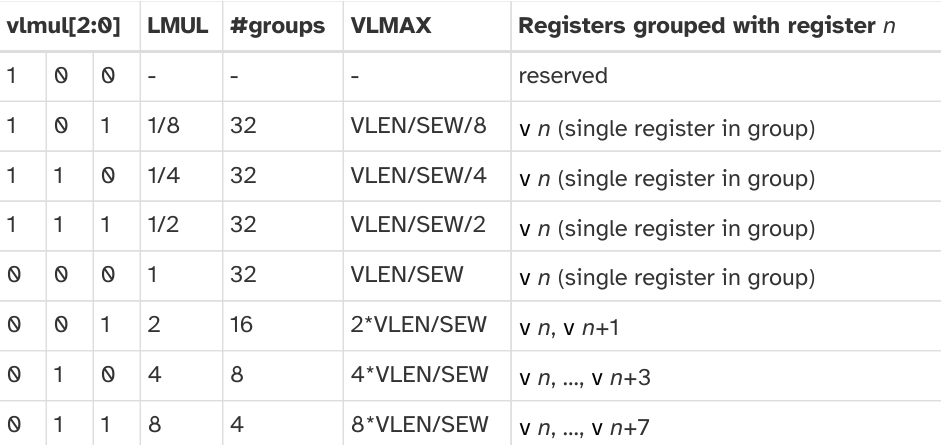 vlmul[2:0] LMUL #groups VLMAX Registers grouped with register n
1 0 0 - - - reserved
1 0 1 1/8 32 VLEN/SEW/8 v n (single register in group)
1 1 0 1/4 32 VLEN/SEW/4 v n (single register in group)
1 1 1 1/2 32 VLEN/SEW/2 v n (single register in group)
0 0 0 1 32 VLEN/SEW v n (single register in group)
0 0 1 2 16 2*VLEN/SEW v n, v n+1
0 1 0 4 8 4*VLEN/SEW v n, ..., v n+3
0 1 1 8 4 8*VLEN/SEW v n, ..., v n+7